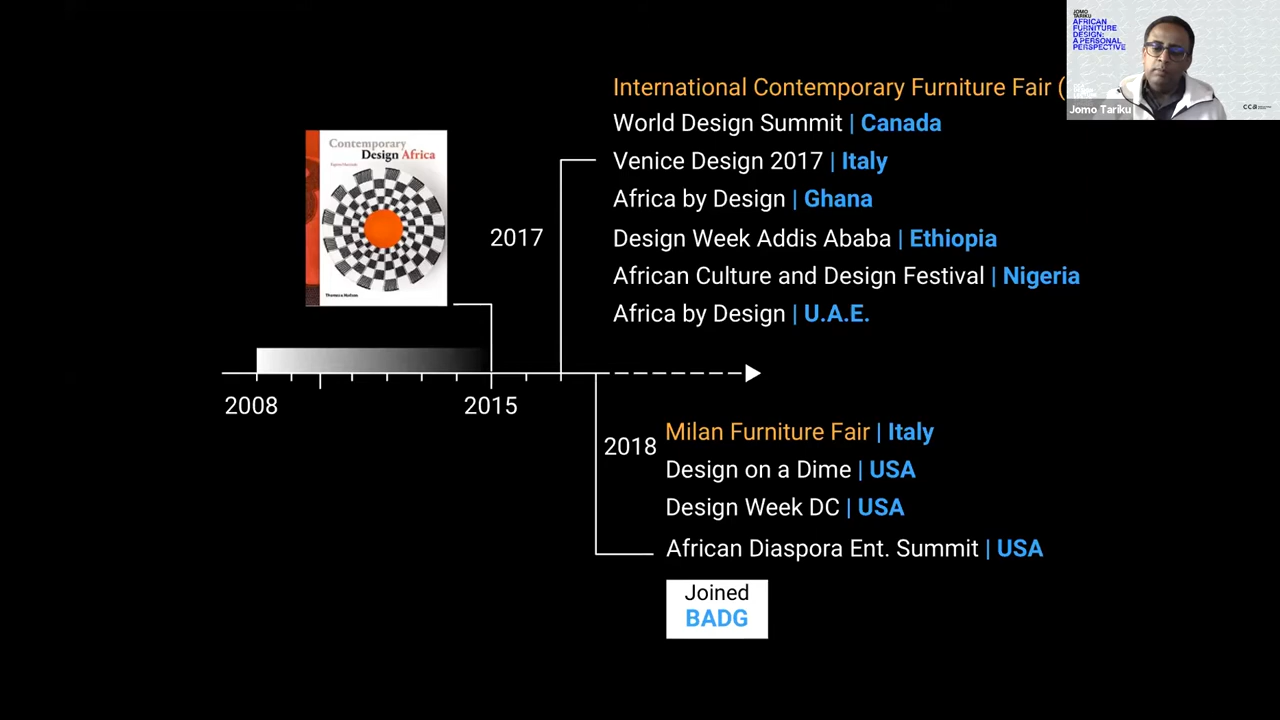 JOMO
TARIKU
AFRICAN
FURNITURE
DESIGN:
A PERSONAL
PERSPECTIVE
Jomo Tariku
CCA
International Contemporary Furniture Fair (
World Design Summit | Canada
Venice Design 2017 | Italy
Africa by Design | Ghana
Design Week Addis Ababa | Ethiopia
African Culture and Design Festival | Nigeria
Africa by Design | U.A.E.
Contemporary
Design Africa
2017
2008
2015
2018
Milan Furniture Fair | Italy
Design on a Dime | USA
Design Week DC | USA
African Diaspora Ent. Summit | USA
Joined
BADG